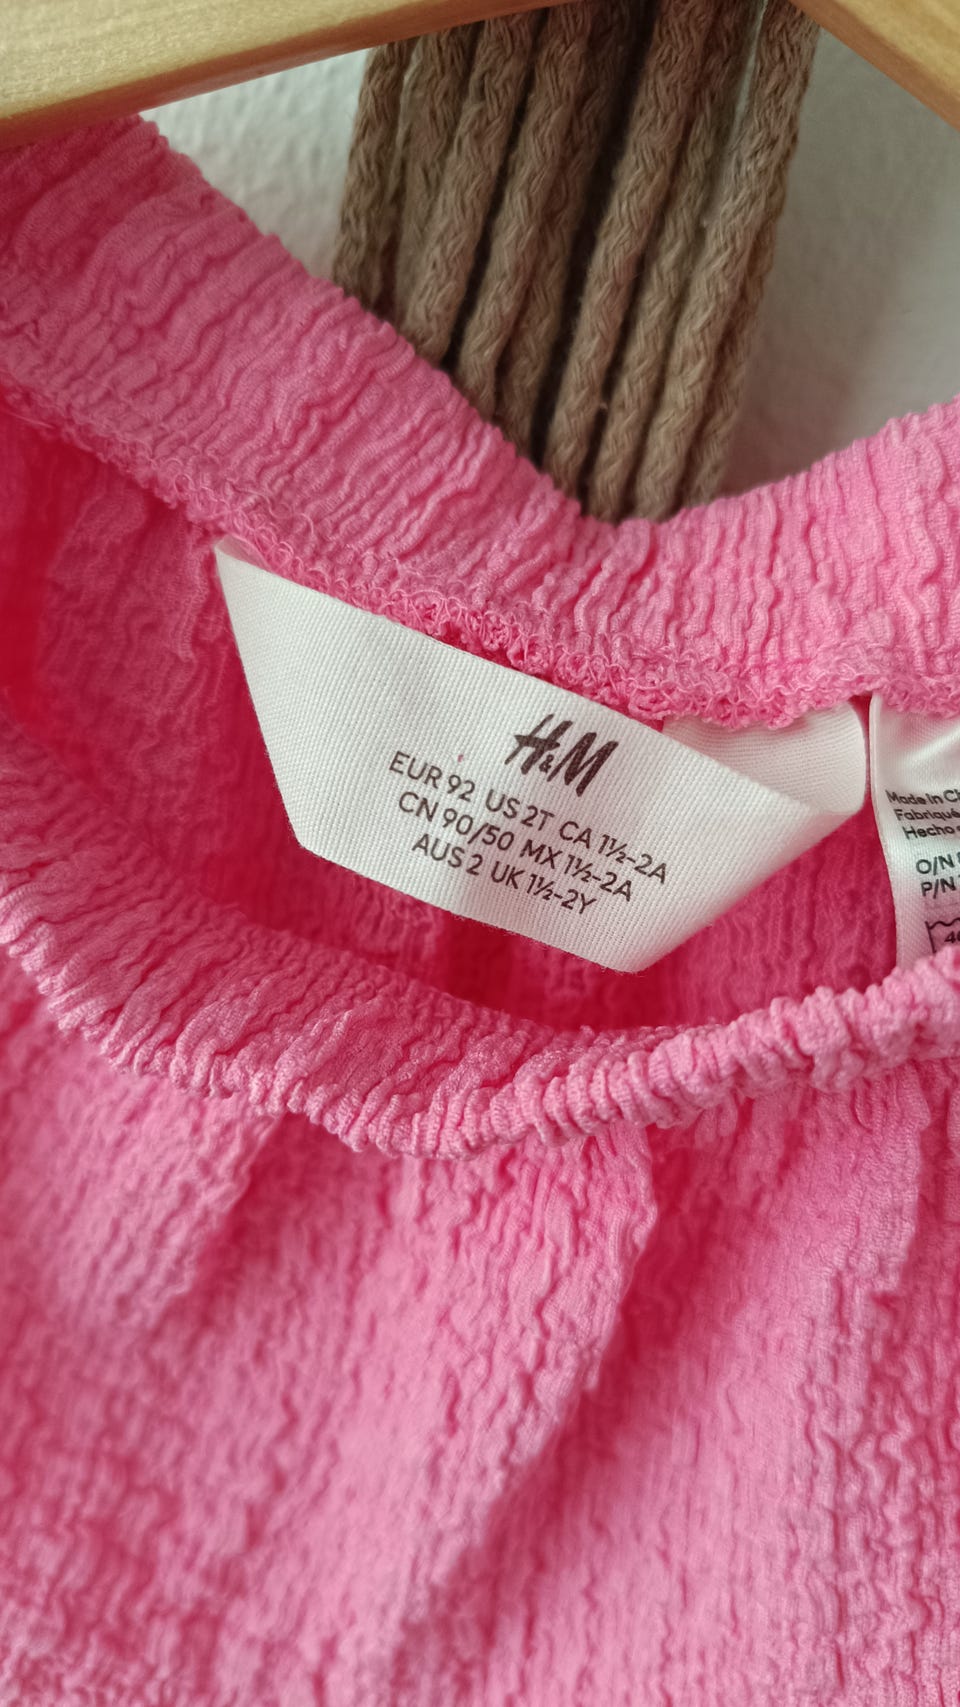 H&M
EUR 92 US 2T CA 1½-2A
CN 90/50 MX 1½-2A
AUS 2 UK 1½-2Y
Made in
Fabriqué
Hecho
O/N
P/N